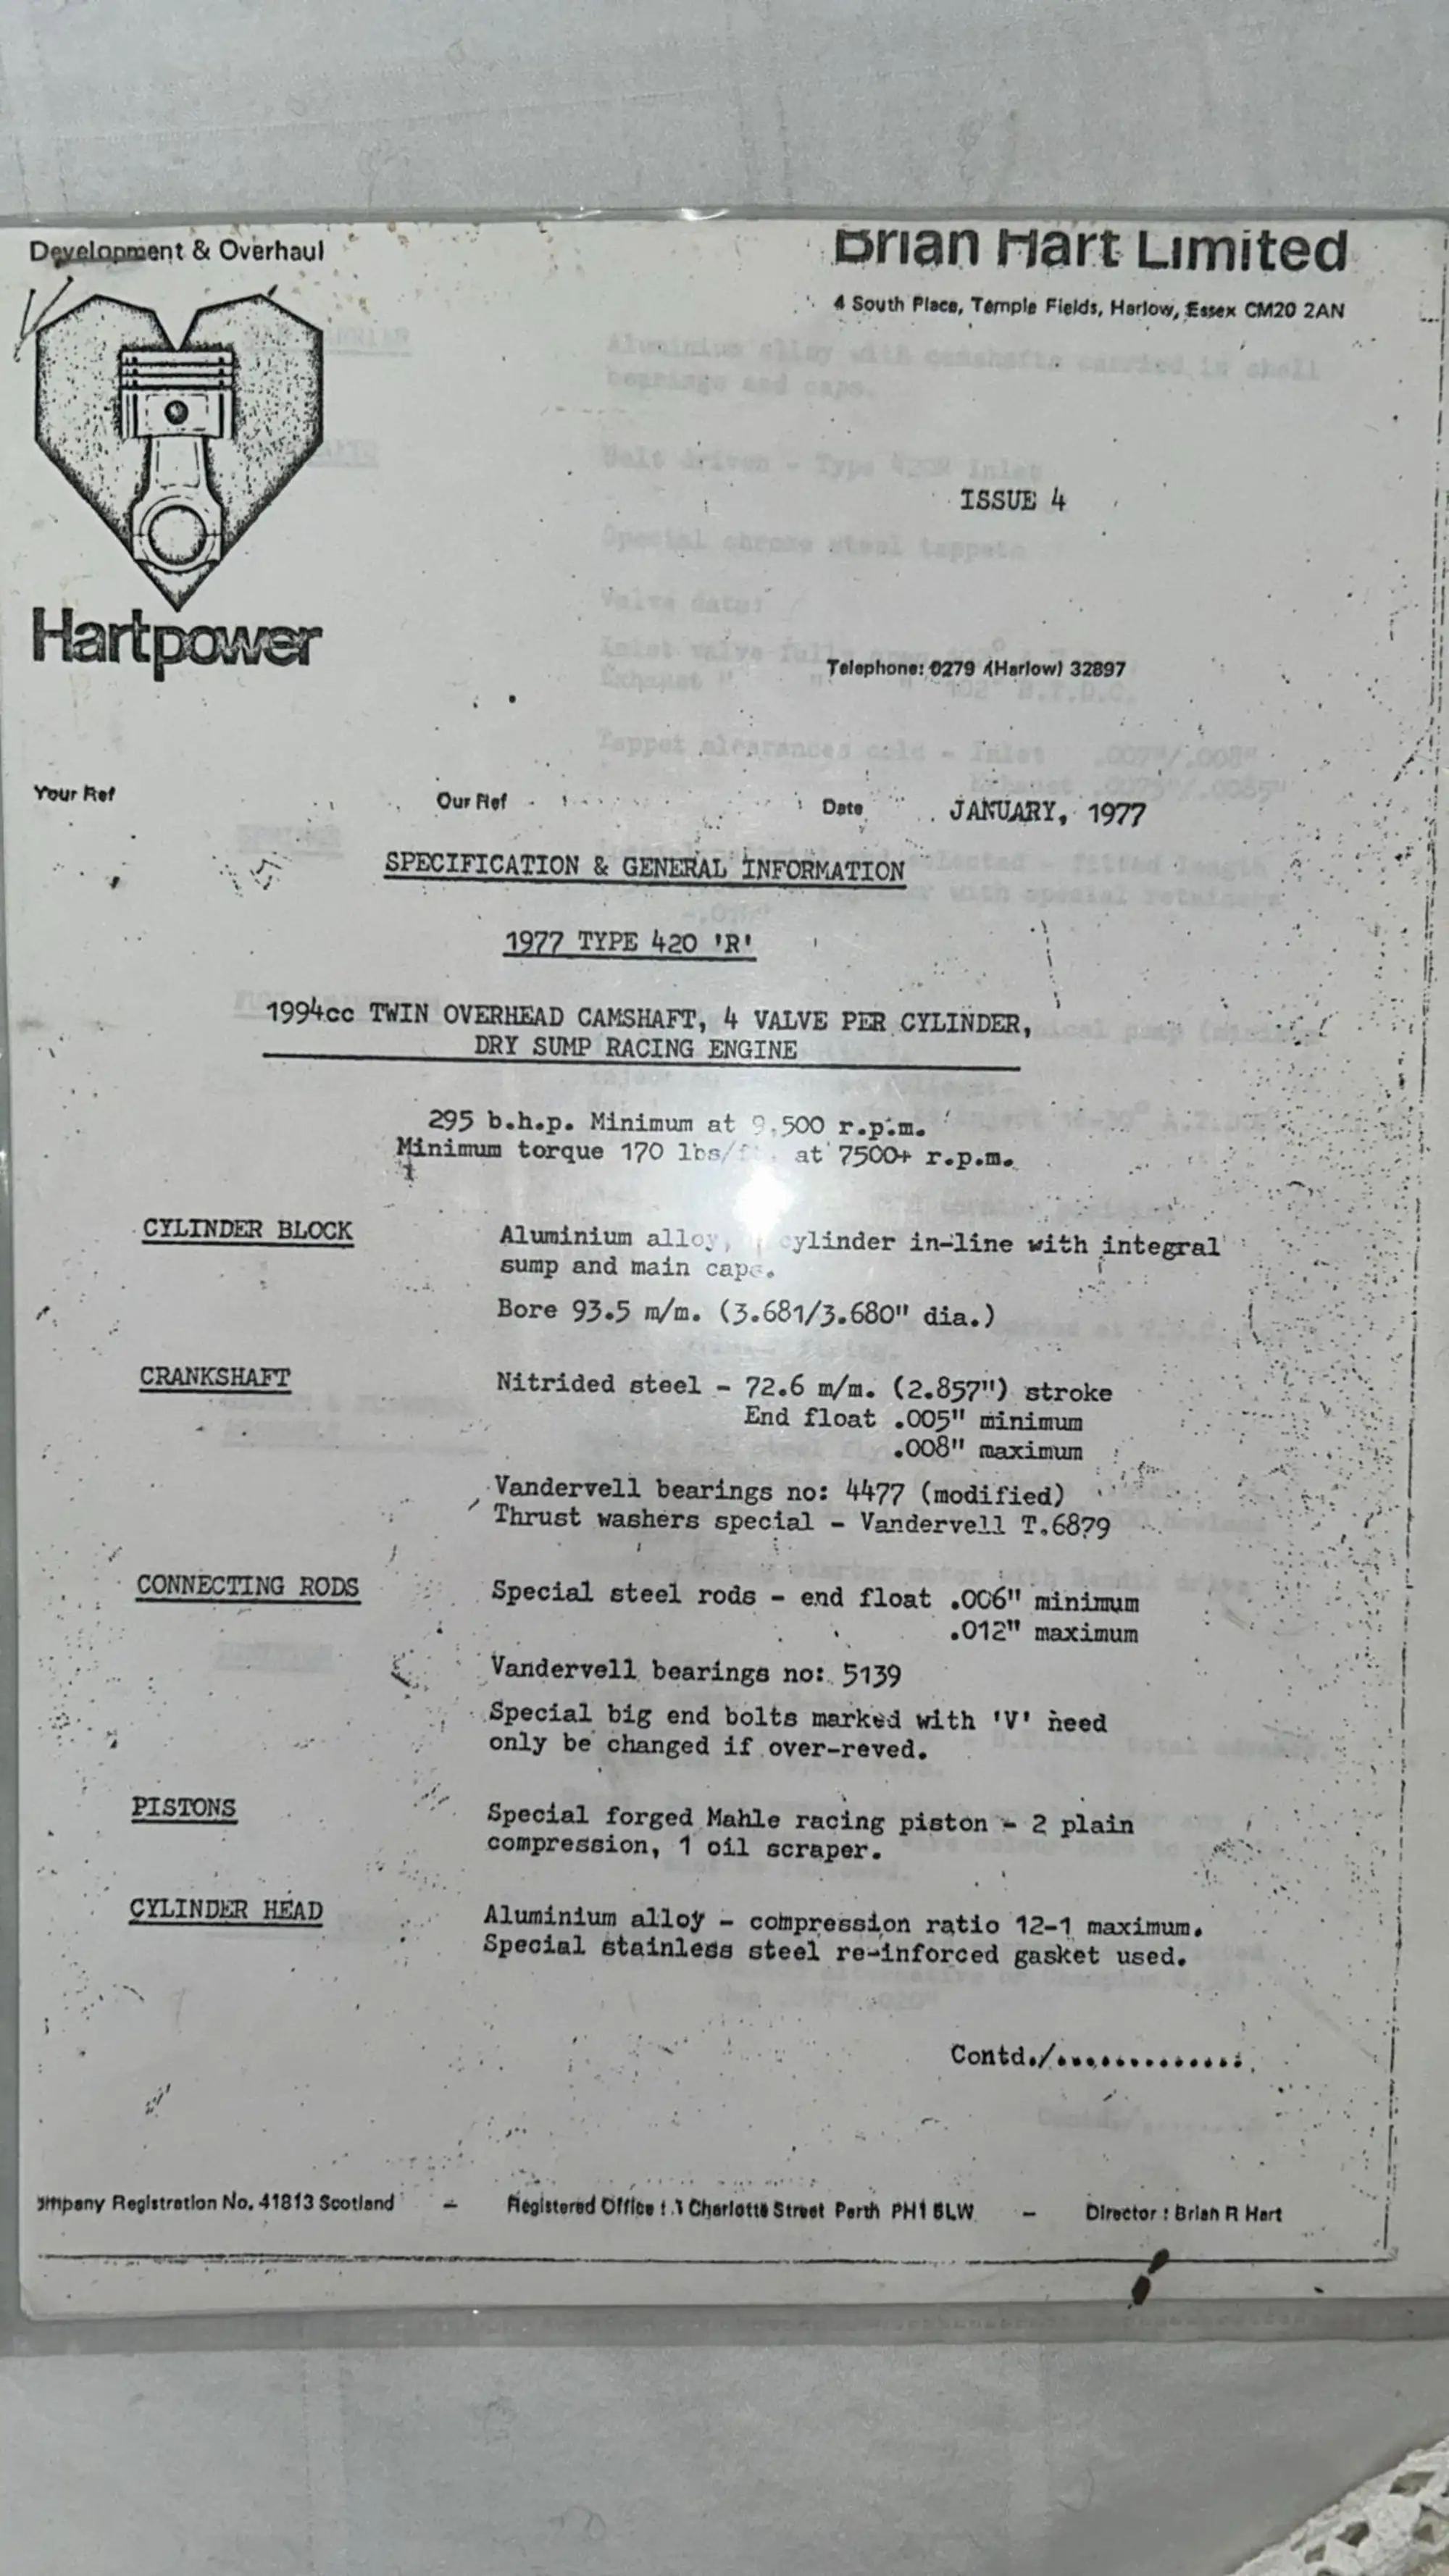 Development & Overhaul
Brian Hart Limited
4 South Place, Temple Fields, Harlow, Essex CM20 2AN
ISSUE 4
Hartpower
Telephone: 0279 (Harlow) 32897
Your Ref Our Ref Date JANUARY, 1977
SPECIFICATION & GENERAL INFORMATION
1977 TYPE 420 'R'
1994cc TWIN OVERHEAD CAMSHAFT, 4 VALVE PER CYLINDER,
DRY SUMP RACING ENGINE
295 b.h.p. Minimum at 9,500 r.p.m.
Minimum torque 170 lbs/ at 7500+ r.p.m.
CYLINDER BLOCK Aluminium alloy, cylinder in-line with integral
sump and main caps.
Bore 93.5 m/m. (3.681/3.680" dia.)
CRANKSHAFT Nitrided steel - 72.6 m/m. (2.857") stroke
End float .005" minimum
.008" maximum
Vandervell bearings no: 4477 (modified)
Thrust washers special - Vandervell T.6879
CONNECTING RODS Special steel rods - end float .006" minimum
.012" maximum
Vandervell bearings no: 5139
Special big end bolts marked with 'V' need
only be changed if over-reved.
PISTONS Special forged Mahle racing piston - 2 plain
compression, 1 oil scraper.
CYLINDER HEAD Aluminium alloy - compression ratio 12-1 maximum.
Special stainless steel re-inforced gasket used.
Contd./..............
ompany Registration No. 41813 Scotland - Registered Office : 1 Charlotte Street Perth PH1 5LW - Director : Brian R Hart